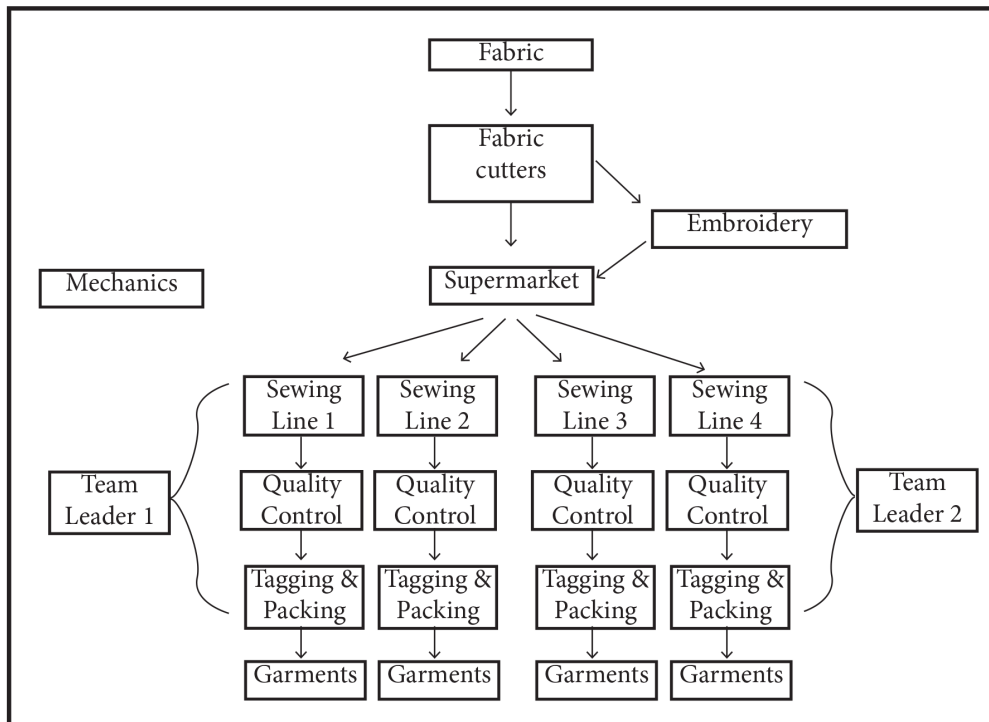 Fabric
Fabric
cutters
Embroidery
Supermarket
Mechanics
Sewing
Line 1
Sewing
Line 2
Sewing
Line 3
Sewing
Line 4
Team
Leader 1
Quality
Control
Quality
Control
Quality
Control
Quality
Control
Team
Leader 2
Tagging &
Packing
Tagging &
Packing
Tagging &
Packing
Tagging &
Packing
Garments
Garments
Garments
Garments